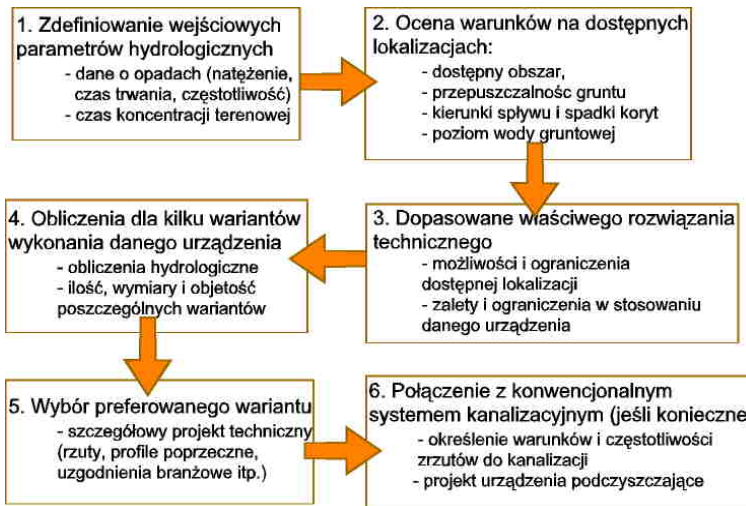 1. Zdefiniowanie wejściowych
parametrów hydrologicznych
- dane o opadach (natężenie,
czas trwania, częstotliwość)
- czas koncentracji terenowej
2. Ocena warunków na dostępnych
lokalizacjach:
- dostępny obszar,
- przepuszczalnośc gruntu
- kierunki spływu i spadki koryt
- poziom wody gruntowej
3. Dopasowane właściwego rozwiązania
technicznego
- możliwości i ograniczenia
dostępnej lokalizacji
- zalety i ograniczenia w stosowaniu
danego urządzenia
4. Obliczenia dla kilku wariantów
wykonania danego urządzenia
- obliczenia hydrologiczne
- ilość, wymiary i objetość
poszczególnych wariantów
5. Wybór preferowanego wariantu
- szczegółowy projekt techniczny
(rzuty, profile poprzeczne,
uzgodnienia branżowe itp.)
6. Połączenie z konwencjonalnym
systemem kanalizacyjnym (jeśli konieczne
- określenie warunków i częstotliwości
zrzutów do kanalizacji
- projekt urządzenia podczyszczające